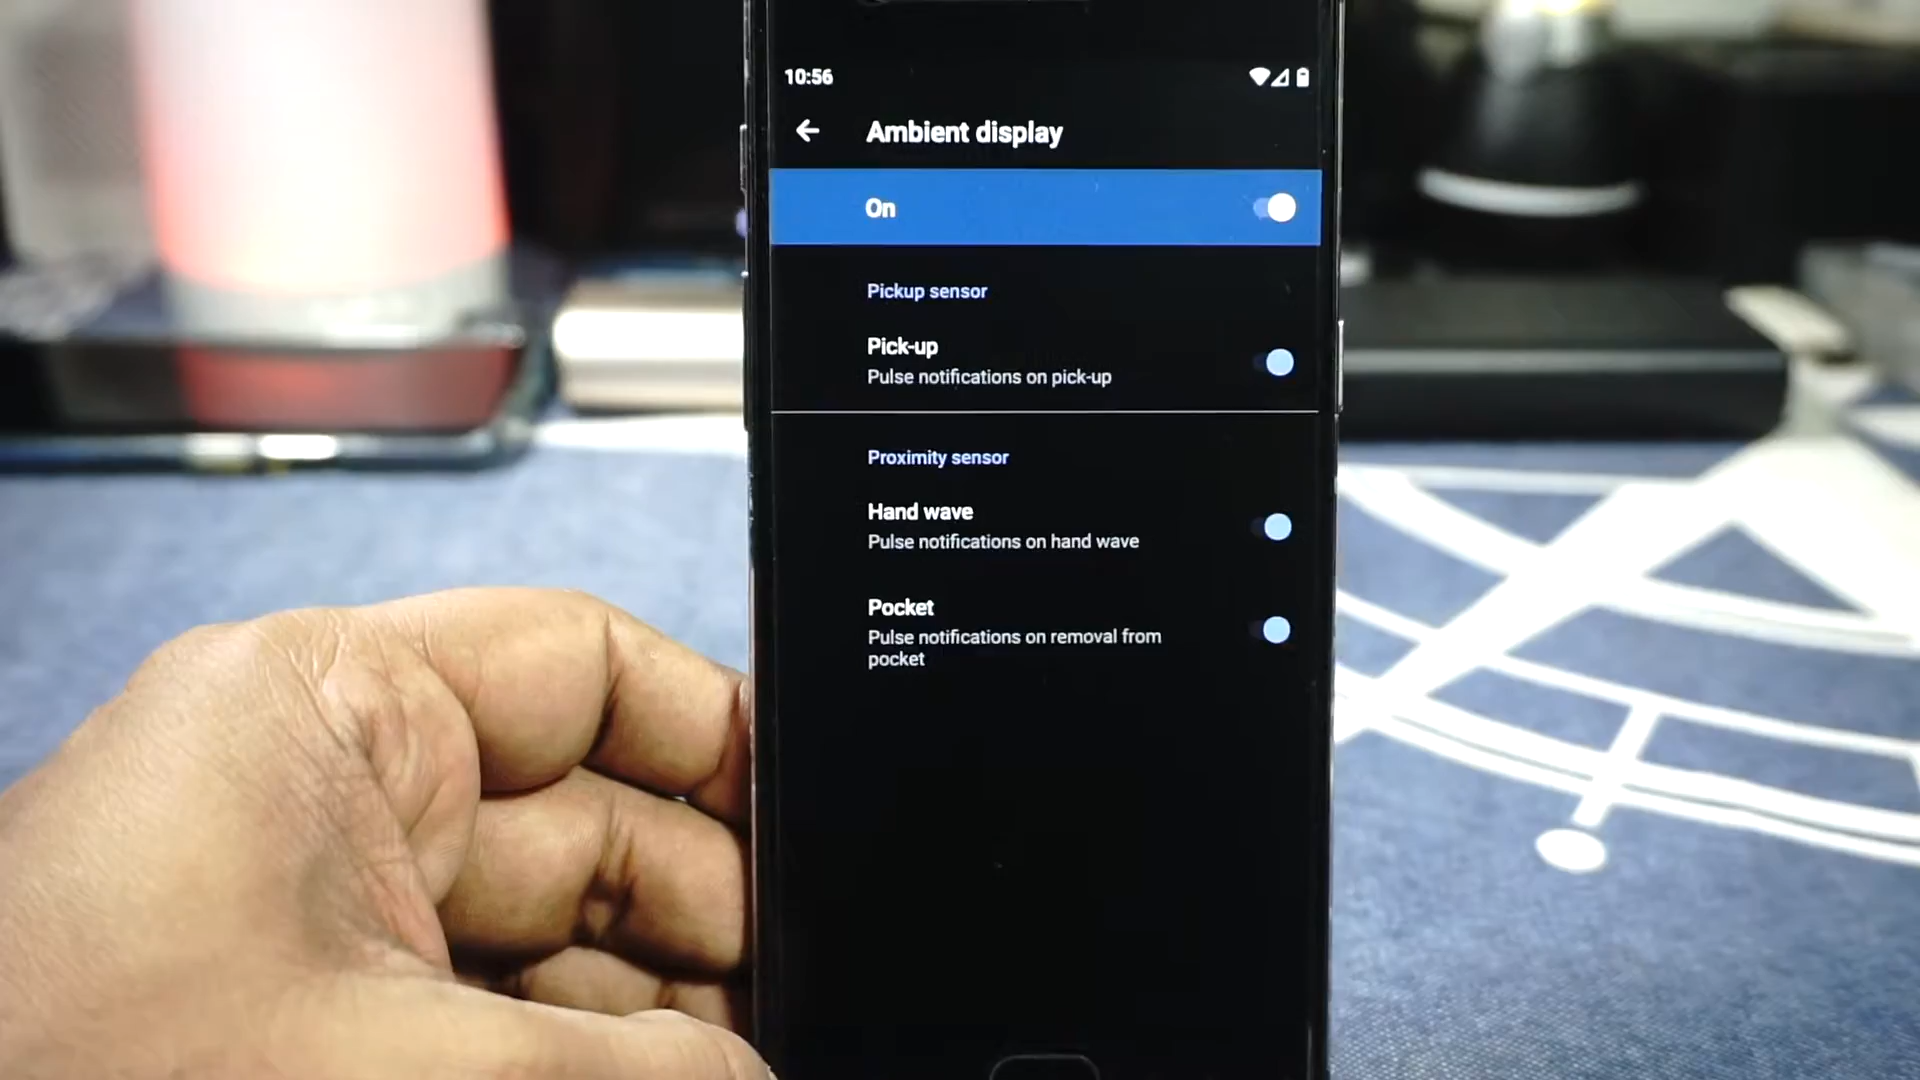 10:56
Ambient display
On
Pickup sensor
Pick-up
Pulse notifications on pick-up
Proximity sensor
Hand wave
Pulse notifications on hand wave
Pocket
Pulse notifications on removal from
pocket